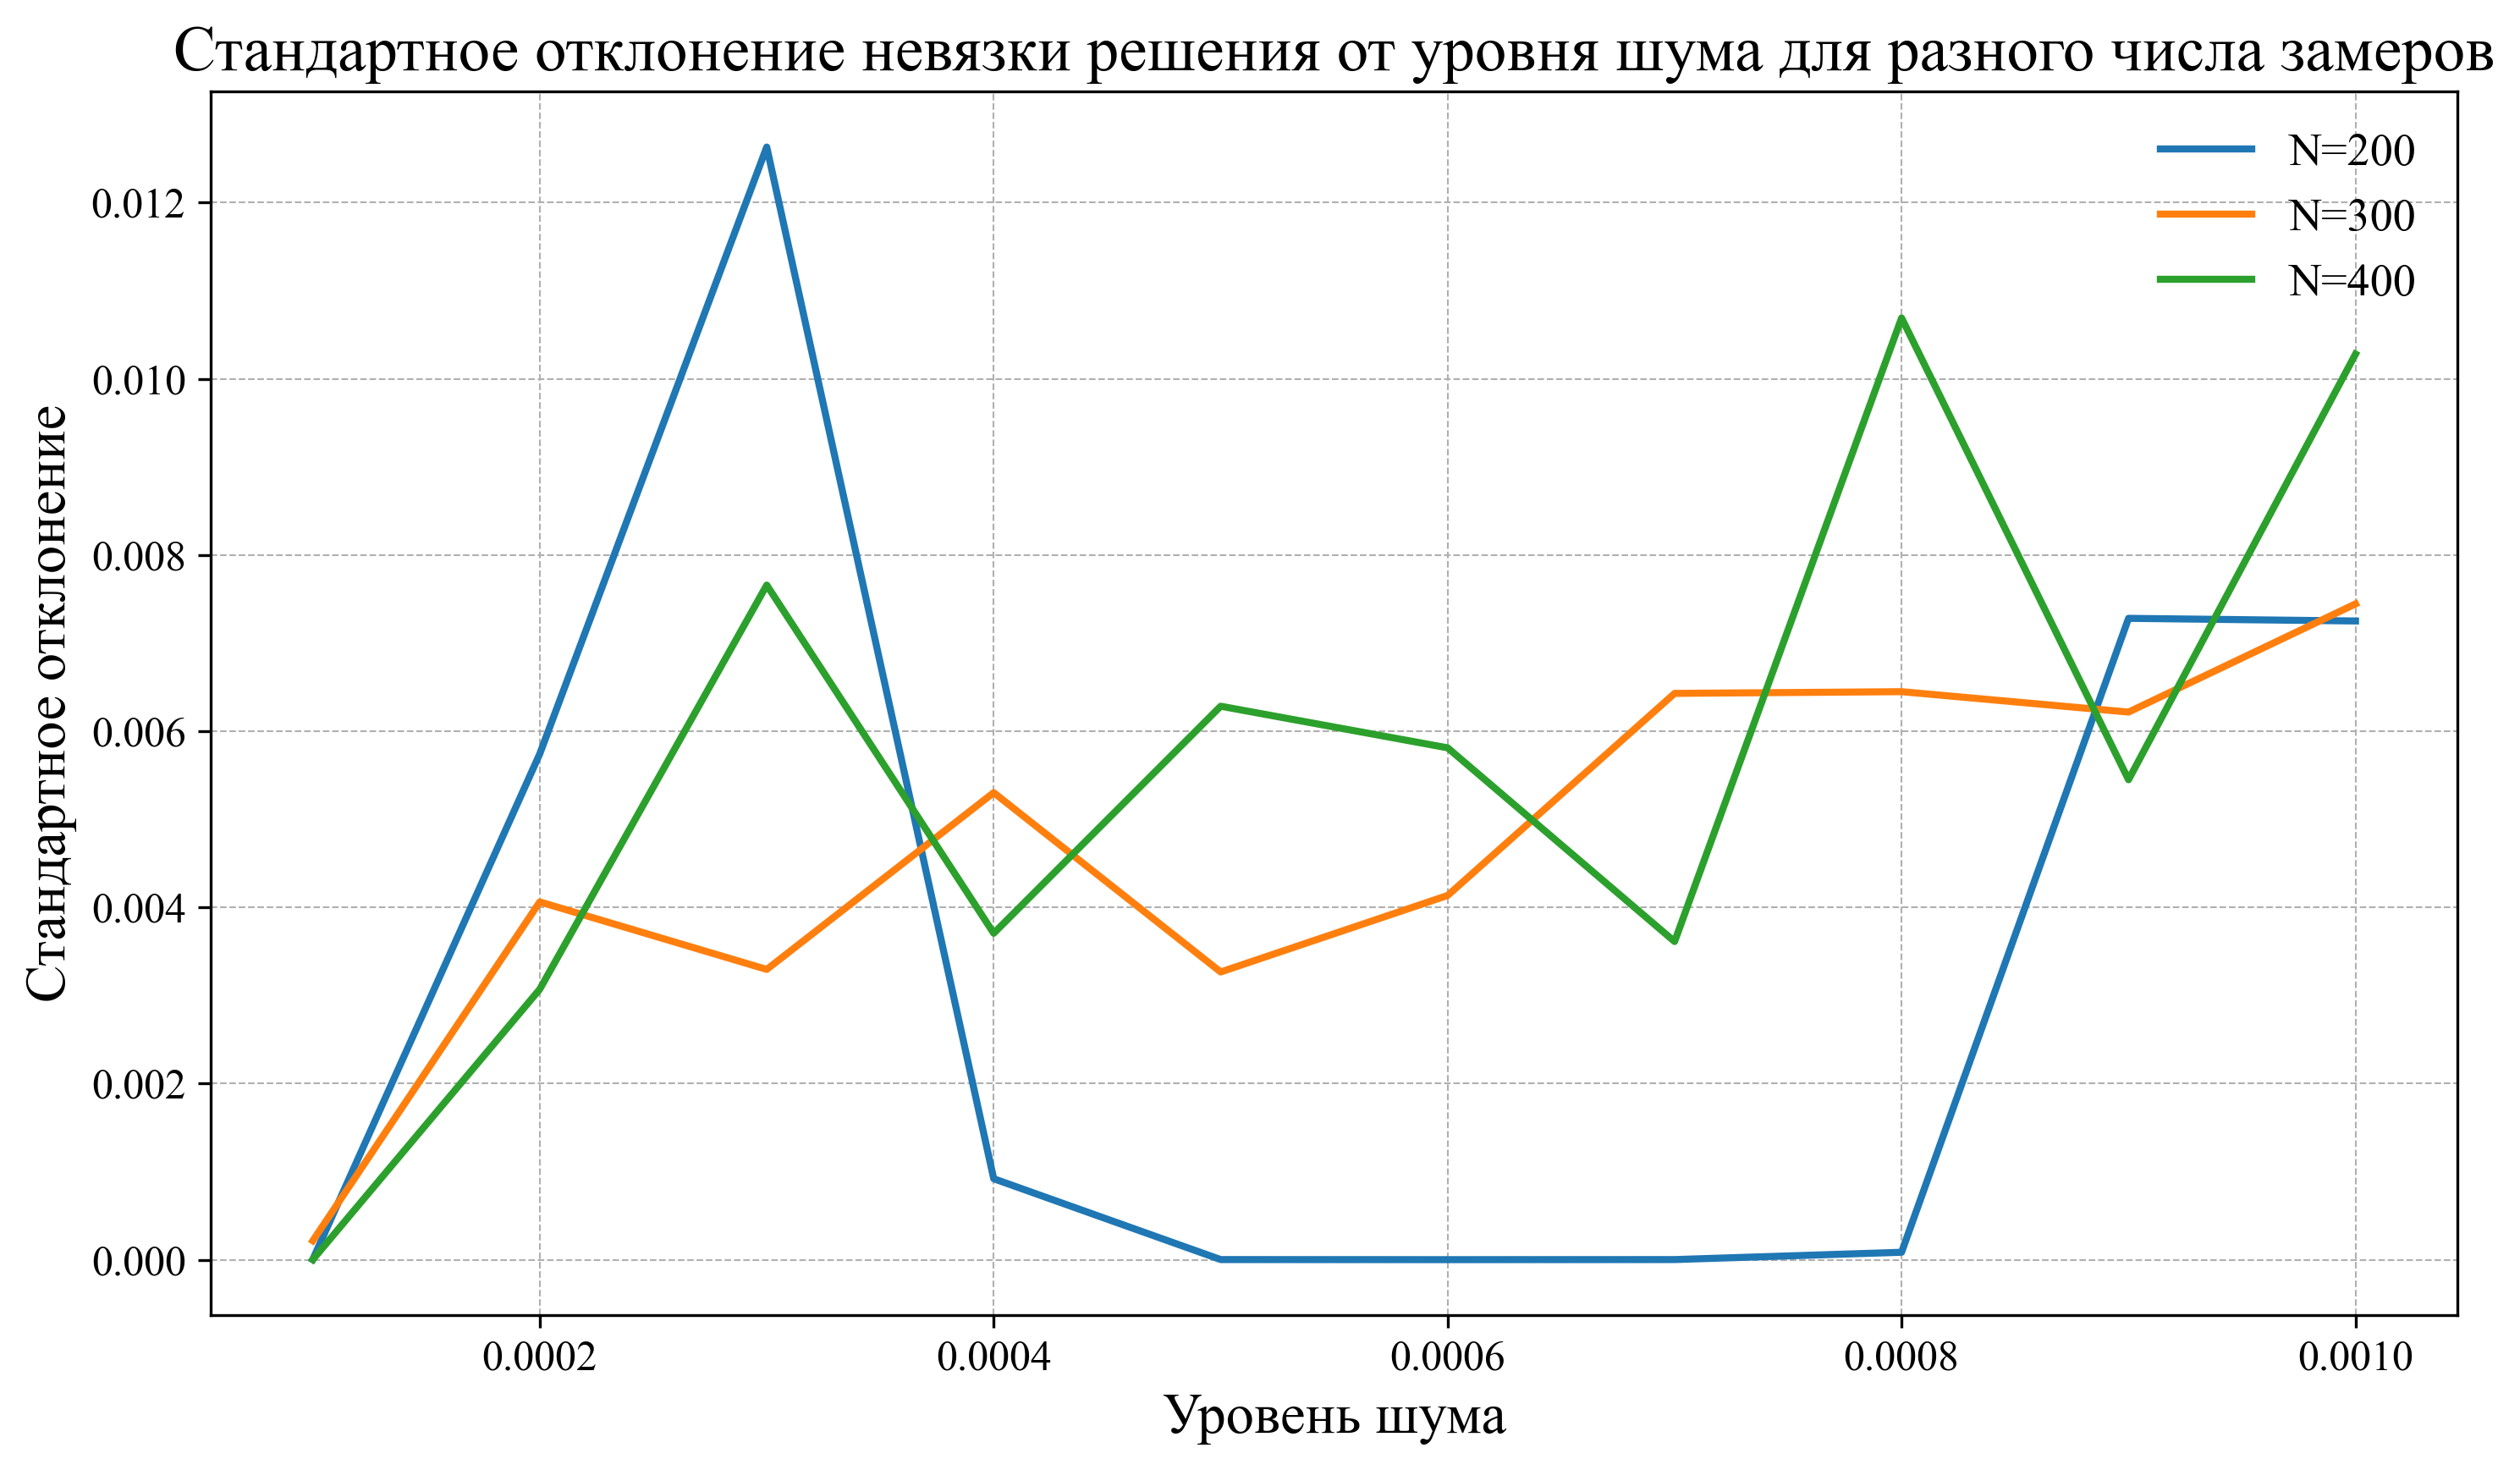 Стандартное отклонение невязки решения от уровня шума для разного числа замеров
N=200
N=300
N=400
Стандартное отклонение
0.012
0.010
0.008
0.006
0.004
0.002
0.000
0.0002
0.0004
0.0006
0.0008
0.0010
Уровень шума